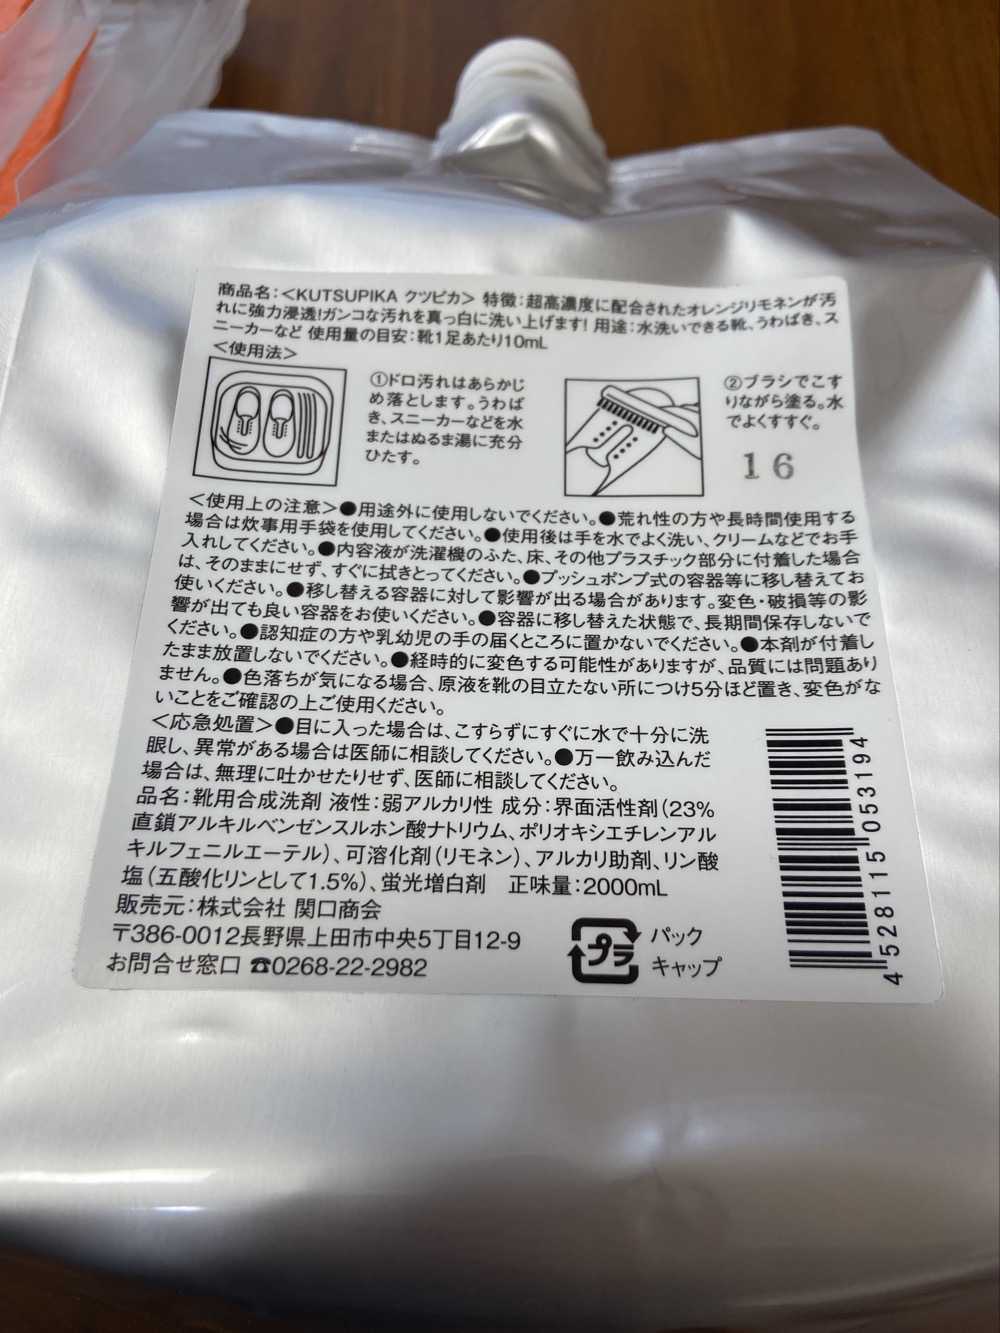 商品名：＜KUTSUPIKA クツピカ＞ 特徴：超高濃度に配合されたオレンジリモネンが汚
れに強力浸透！ガンコな汚れを真っ白に洗い上げます！ 用途：水洗いできる靴、うわばき、ス
ニーカーなど 使用量の目安：靴1足あたり10mL
＜使用法＞
①ドロ汚れはあらかじ
め落とします。うわば
き、スニーカーなどを水
またはぬるま湯に充分
ひたす。
②ブラシでこす
りながら塗る。水
でよくすすぐ。
16
＜使用上の注意＞●用途外に使用しないでください。●荒れ性の方や長時間使用する
場合は炊事用手袋を使用してください。●使用後は手を水でよく洗い、クリームなどでお手
入れしてください。●内容液が洗濯機のふた、床、その他プラスチック部分に付着した場合
は、そのままにせず、すぐに拭きとってください。●プッシュポンプ式の容器等に移し替えてお
使いください。●移し替える容器に対して影響が出る場合があります。変色・破損等の影
響が出ても良い容器をお使いください。●容器に移し替えた状態で、長期間保存しないで
ください。●認知症の方や乳幼児の手の届くところに置かないでください。●本剤が付着し
たまま放置しないでください。●経時的に変色する可能性がありますが、品質には問題あり
ません。●色落ちが気になる場合、原液を靴の目立たない所につけ5分ほど置き、変色がな
いことをご確認の上ご使用ください。
＜応急処置＞●目に入った場合は、こすらずにすぐに水で十分に洗
眼し、異常がある場合は医師に相談してください。●万一飲み込んだ
場合は、無理に吐かせたりせず、医師に相談してください。
品名：靴用合成洗剤 液性：弱アルカリ性 成分：界面活性剤（23%
直鎖アルキルベンゼンスルホン酸ナトリウム、ポリオキシエチレンアル
キルフェニルエーテル）、可溶化剤（リモネン）、アルカリ助剤、リン酸
塩（五酸化リンとして1.5%）、蛍光増白剤 正味量：2000mL
販売元：株式会社 関口商会
〒386-0012長野県上田市中央5丁目12-9
お問合せ窓口 ☎0268-22-2982
プラ
パック
キャップ
4 528115 053194